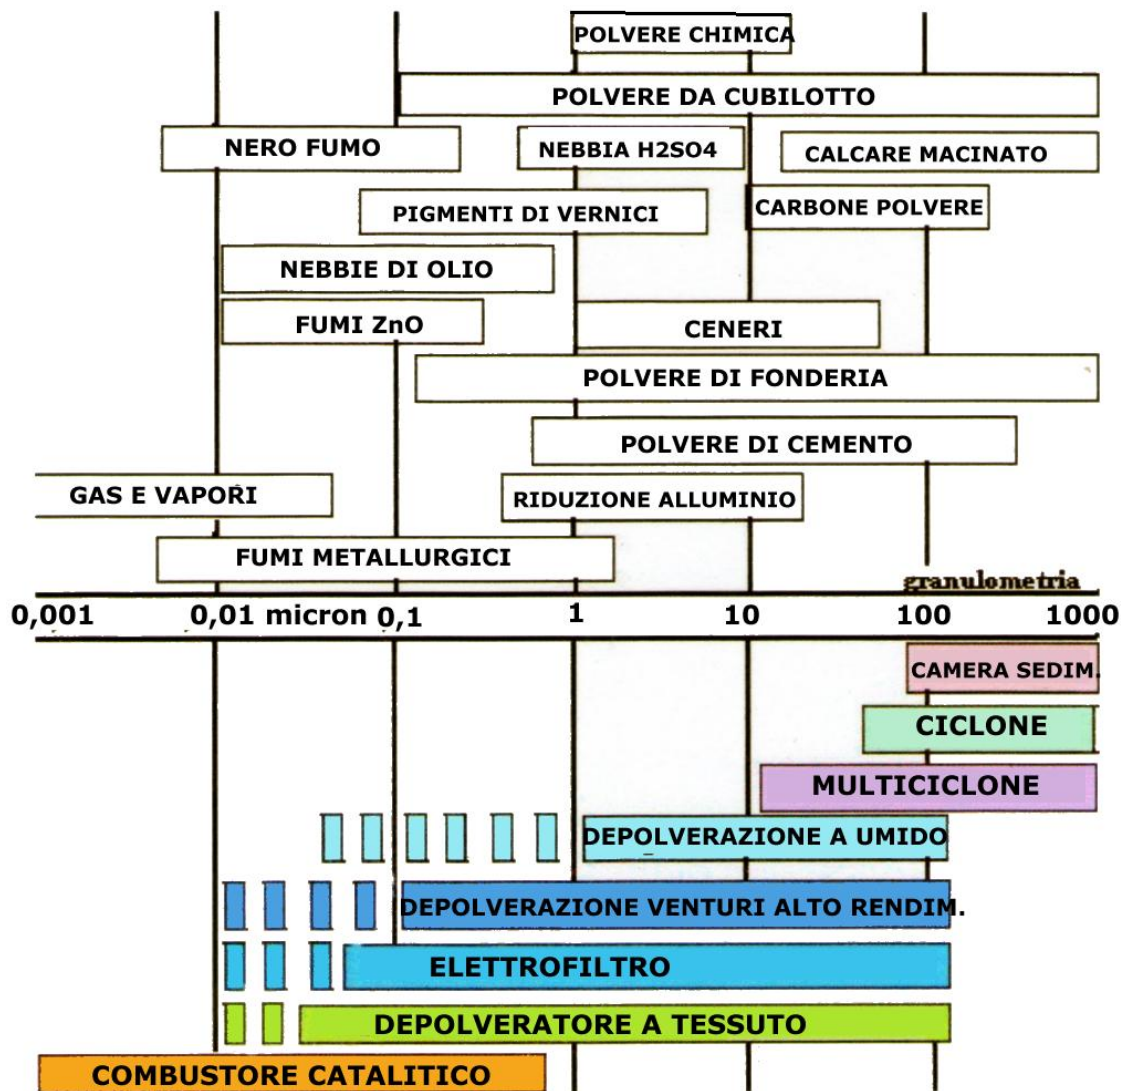 POLVERE CHIMICA
POLVERE DA CUBILOTTO
NERO FUMO
NEBBIA H2SO4
CALCARE MACINATO
PIGMENTI DI VERNICI
CARBONE POLVERE
NEBBIE DI OLIO
FUMI ZnO
CENERI
POLVERE DI FONDERIA
POLVERE DI CEMENTO
GAS E VAPORI
RIDUZIONE ALLUMINIO
FUMI METALLURGICI
granulometria
0,001 0,01 micron 0,1 1 10 100 1000
CAMERA SEDIM.
CICLONE
MULTICICLONE
DEPOLVERAZIONE A UMIDO
DEPOLVERAZIONE VENTURI ALTO RENDIM.
ELETTROFILTRO
DEPOLVERATORE A TESSUTO
COMBUSTORE CATALITICO